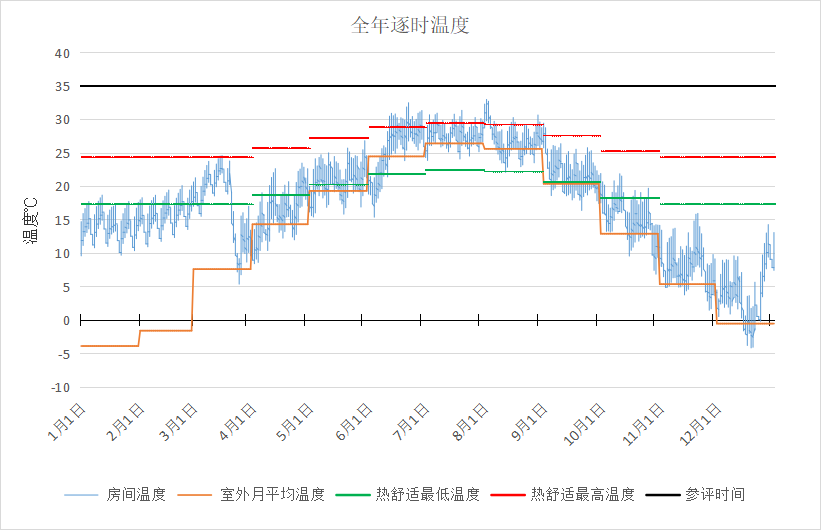 全年逐时温度
40
35
30
25
20
15
10
5
0
-5
-10
温度℃
1月1日
2月1日
3月1日
4月1日
5月1日
6月1日
7月1日
8月1日
9月1日
10月1日
11月1日
12月1日
房间温度 室外月平均温度 热舒适最低温度 热舒适最高温度 参评时间